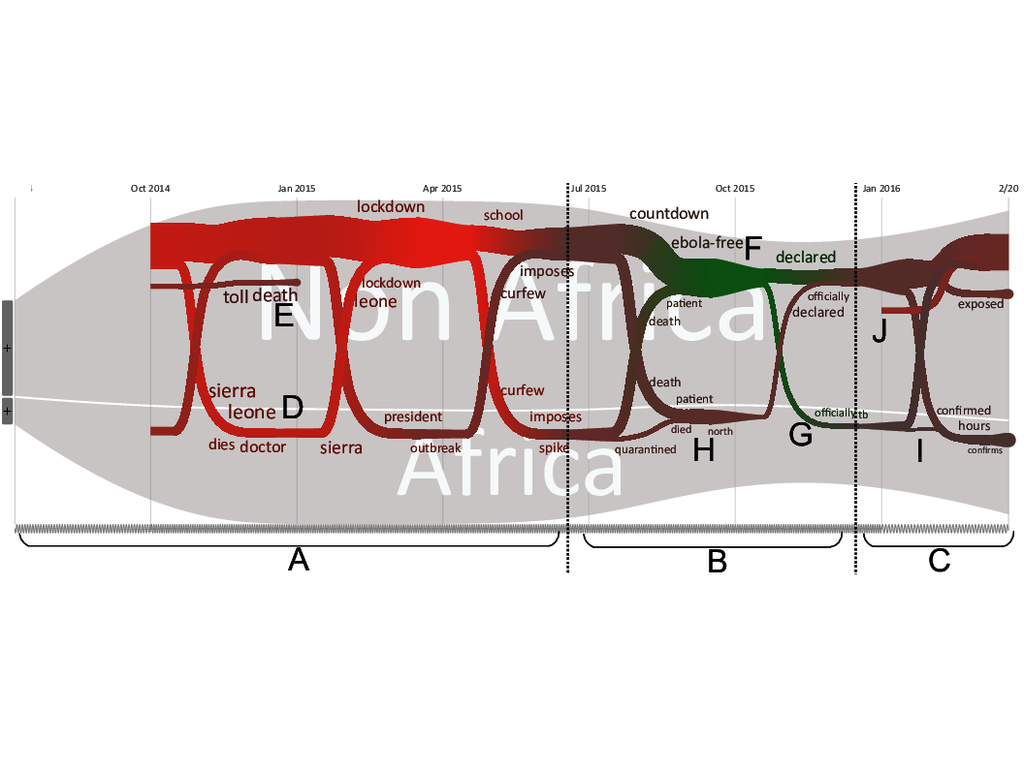 Oct 2014 Jan 2015 Apr 2015 Jul 2015 Oct 2015 Jan 2016 2/20
lockdown
school
countdown
ebola-free F
declared
Non Africa
imposes
lockdown
leone
curfew
toll death
E
patient
death
officially
declared
exposed
J
sierra
leone D
dies doctor
sierra
president
outbreak
curfew
imposes
spike
death
patient
died
north
quarantined
H
officially tb
G
confirmed
hours
confirms
I
Africa
+
+
A
B
C